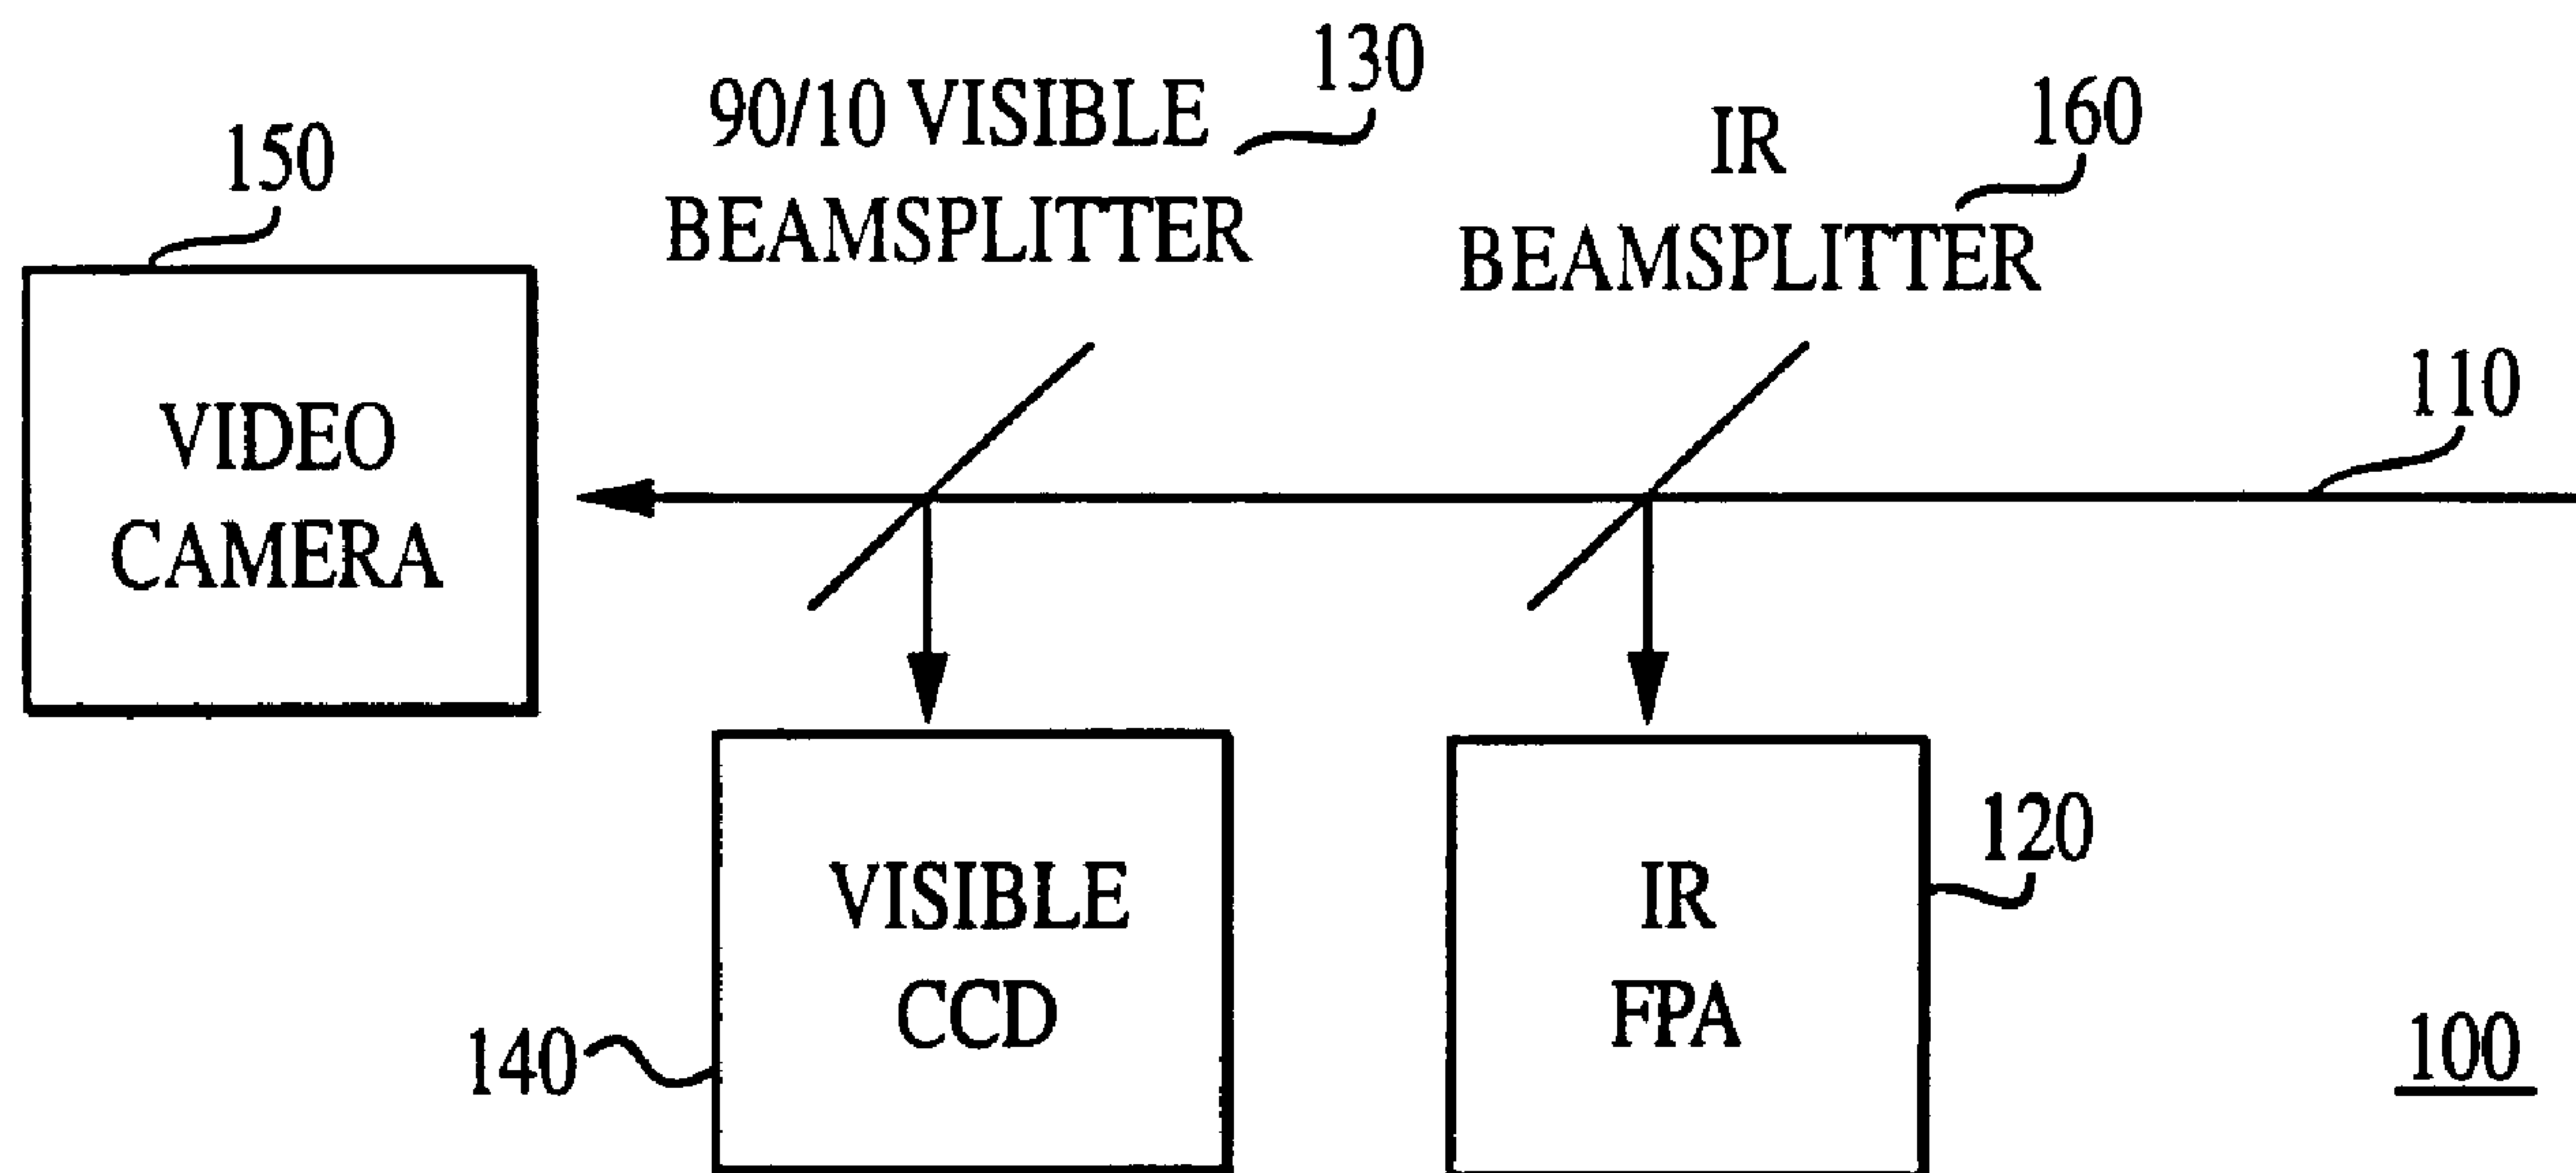 130
90/10 VISIBLE
BEAMSPLITTER
160
IR
BEAMSPLITTER
150
VIDEO
CAMERA
110
VISIBLE
CCD
140
IR
FPA
120
100